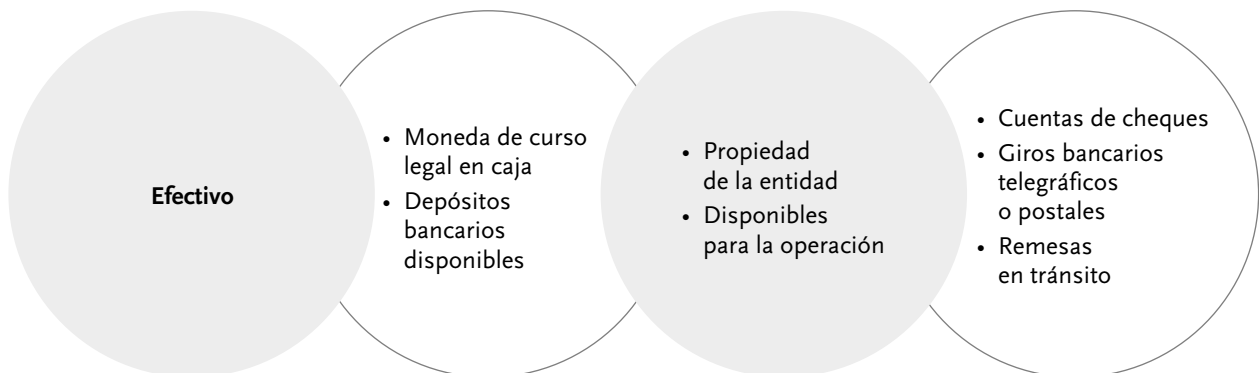 Efectivo
• Moneda de curso
legal en caja
• Depósitos
bancarios
disponibles
• Propiedad
de la entidad
• Disponibles
para la operación
• Cuentas de cheques
• Giros bancarios
telegráficos
o postales
• Remesas
en tránsito